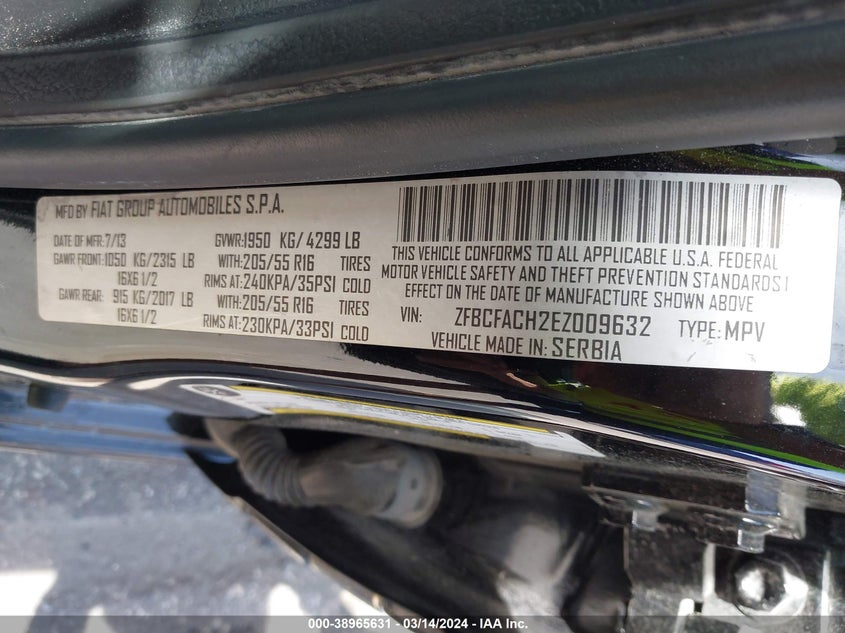 MFD BY FIAT GROUP AUTOMOBILES S.P.A.
DATE OF MFR: 7/13 GVWR: 1950 KG/ 4299 LB
GAWR FRONT: 1050 KG/2315 LB WITH: 205/55 R16 TIRES
16X6 1/2 RIMS AT: 240KPA/35PSI COLD
GAWR REAR: 915 KG/2017 LB WITH: 205/55 R16 TIRES
16X6 1/2 RIMS AT: 230KPA/33PSI COLD
THIS VEHICLE CONFORMS TO ALL APPLICABLE U.S.A. FEDERAL
MOTOR VEHICLE SAFETY AND THEFT PREVENTION STANDARDS I
EFFECT ON THE DATE OF MANUFACTURE SHOWN ABOVE
VIN: ZFBCFACH2EZ009632 TYPE: MPV
VEHICLE MADE IN: SERBIA
000-38965631 - 03/14/2024 - IAA Inc.